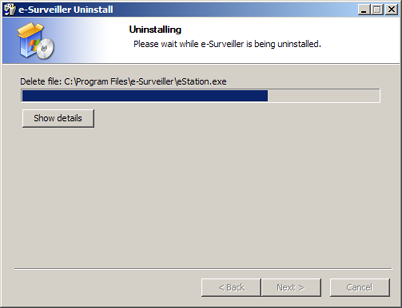 e-Surveiller Uninstall
Uninstalling
Please wait while e-Surveiller is being uninstalled.
Delete file: C:\Program Files\e-Surveiller\eStation.exe
Show details
< Back
Next >
Cancel